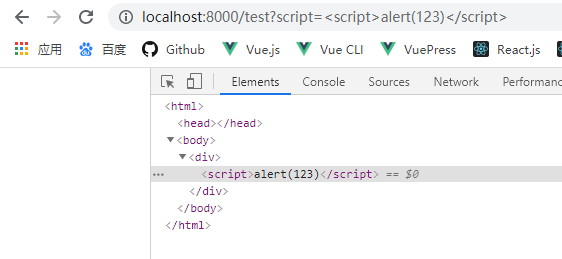 localhost:8000/test?script=<script>alert(123)</script>
应用 百度 Github Vue.js Vue CLI VuePress React.js
Elements Console Sources Network Performanc
<html>
<head></head>
<body>
<div>
<script>alert(123)</script> == $0
</div>
</body>
</html>